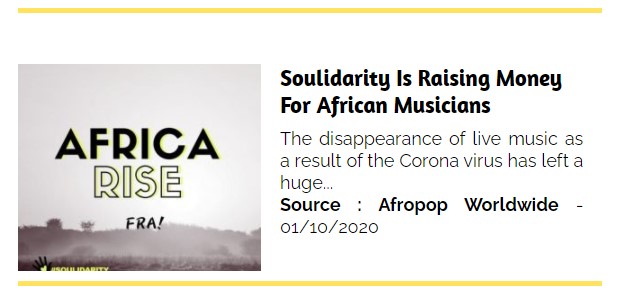 AFRICA
RISE
FRA!
#SOULIDARITY
Soulidarity Is Raising Money
For African Musicians
The disappearance of live music as
a result of the Corona virus has left a
huge...
Source : Afropop Worldwide -
01/10/2020